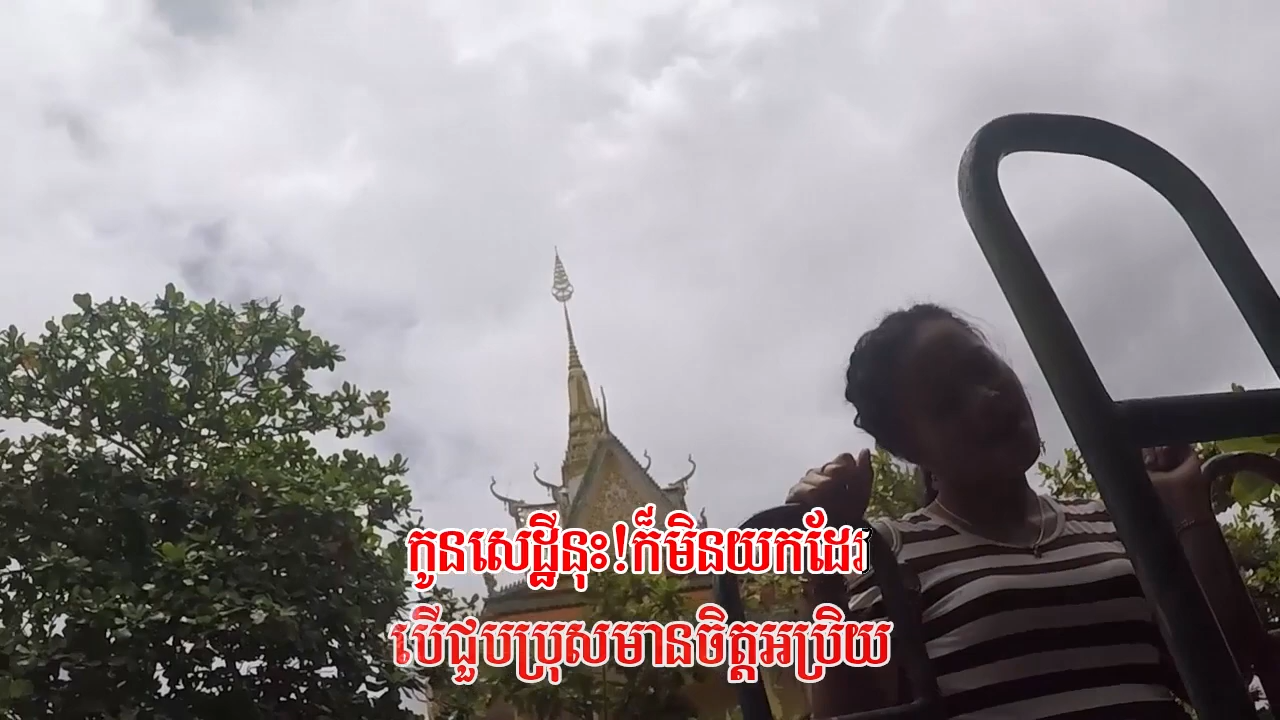 កូនសេដ្ឋីនុះ!ក៏មិនយកដែរ
បើជួបប្រុសមានចិត្តអប្រិយ